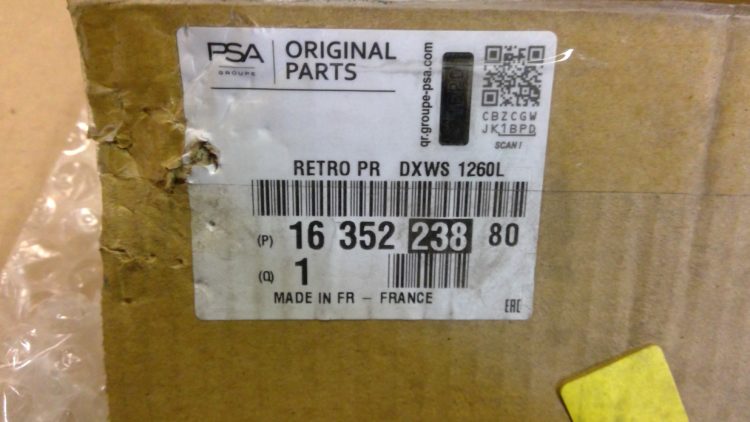 PSA
GROUPE
ORIGINAL
PARTS
qr.groupe-psa.com
CBZCGW
JK1BPD
SCAN!
RETRO PR DXWS 1260L
(P) 16 352 238 80
(Q) 1
MADE IN FR - FRANCE
EAC